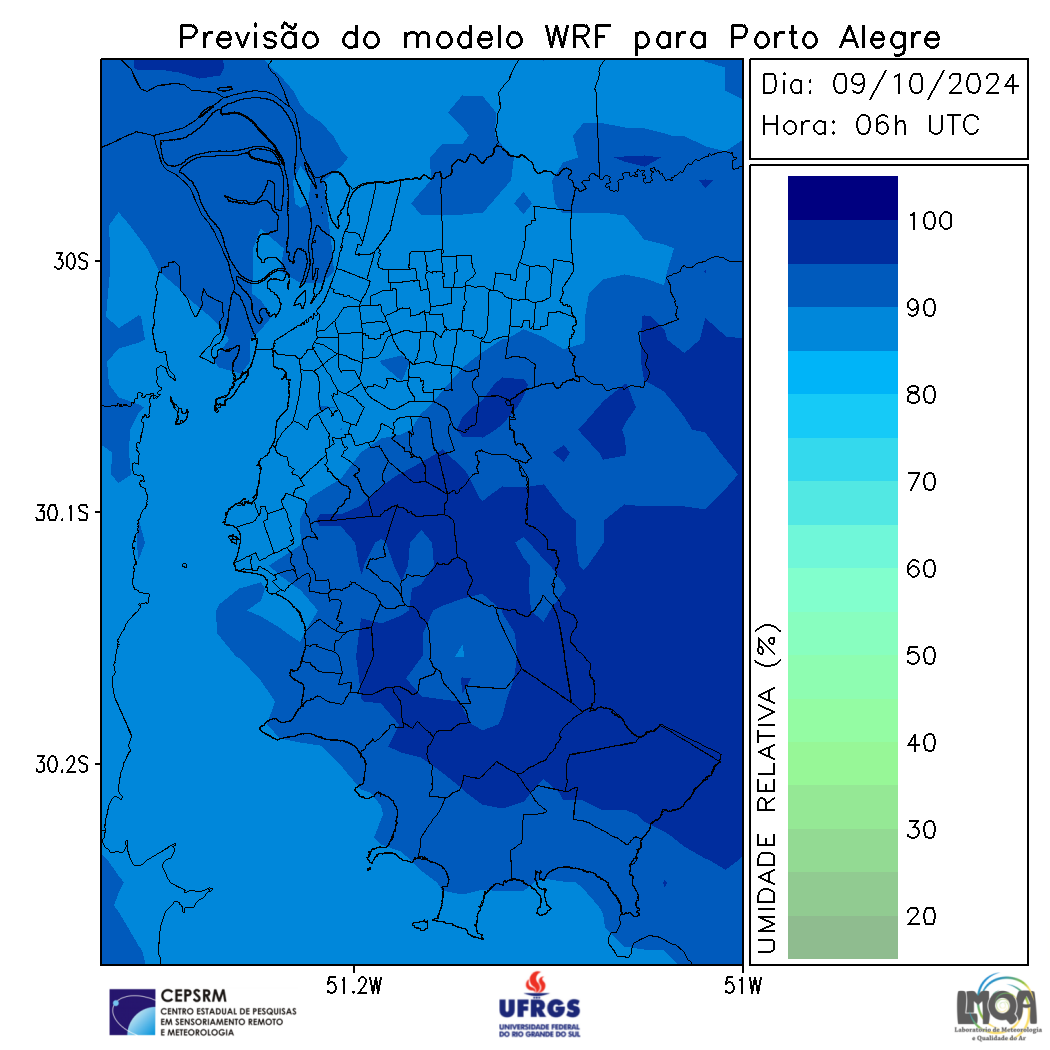 Previsão do modelo WRF para Porto Alegre
Dia: 09/10/2024
Hora: 06h UTC
30S
30.1S
30.2S
51.2W
51W
100
90
80
70
60
50
40
30
20
UMIDADE RELATIVA (%)
CEPSRM
CENTRO ESTADUAL DE PESQUISAS
EM SENSORIAMENTO REMOTO
E METEOROLOGIA
UFRGS
UNIVERSIDADE FEDERAL
DO RIO GRANDE DO SUL
LMQA
Laboratório de Meteorologia
e Qualidade do Ar